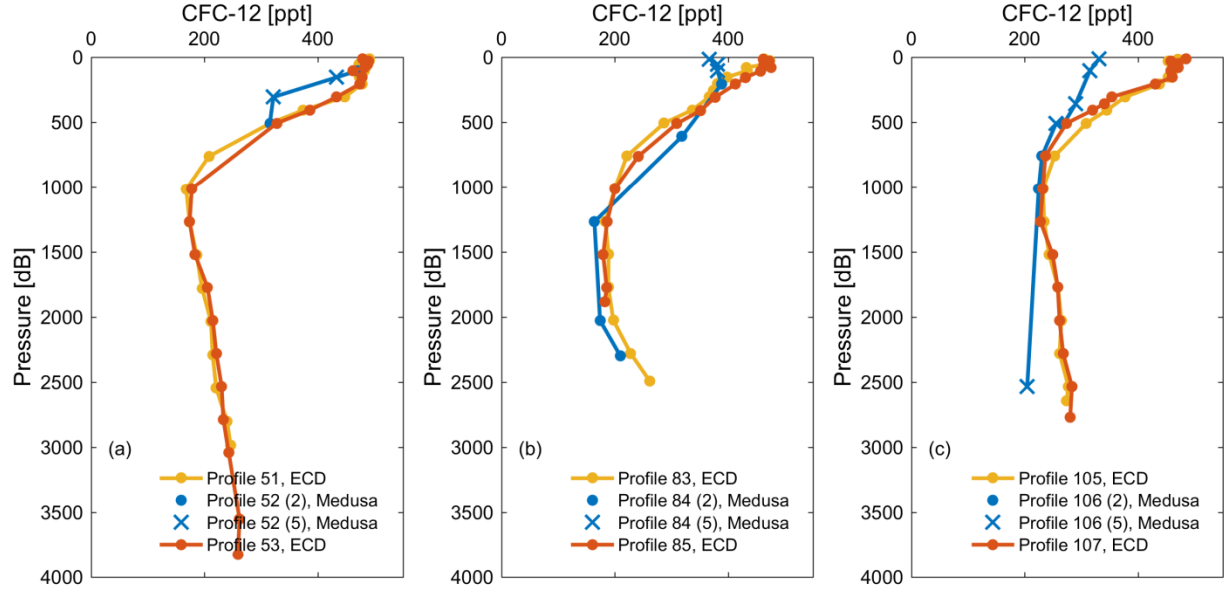 CFC-12 [ppt]
0 200 400
0
500
1000
1500
2000
2500
3000
3500
4000
Pressure [dB]
(a)
Profile 51, ECD
Profile 52 (2), Medusa
Profile 52 (5), Medusa
Profile 53, ECD
CFC-12 [ppt]
0 200 400
0
500
1000
1500
2000
2500
3000
3500
4000
Pressure [dB]
(b)
Profile 83, ECD
Profile 84 (2), Medusa
Profile 84 (5), Medusa
Profile 85, ECD
CFC-12 [ppt]
0 200 400
0
500
1000
1500
2000
2500
3000
3500
4000
Pressure [dB]
(c)
Profile 105, ECD
Profile 106 (2), Medusa
Profile 106 (5), Medusa
Profile 107, ECD